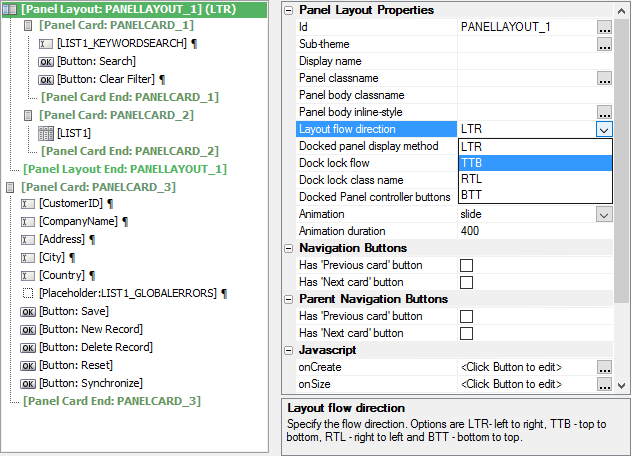 [Panel Layout: PANELLAYOUT_1] (LTR)
[Panel Card: PANELCARD_1]
[LIST1_KEYWORDSEARCH] ¶
OK [Button: Search]
OK [Button: Clear Filter] ¶
[Panel Card End: PANELCARD_1]
[Panel Card: PANELCARD_2]
[LIST1]
[Panel Card End: PANELCARD_2]
[Panel Layout End: PANELLAYOUT_1]
[Panel Card: PANELCARD_3]
[CustomerID] ¶
[CompanyName] ¶
[Address] ¶
[City] ¶
[Country] ¶
[Placeholder:LIST1_GLOBALERRORS] ¶
OK [Button: Save]
OK [Button: New Record]
OK [Button: Delete Record]
OK [Button: Reset]
OK [Button: Synchronize]
[Panel Card End: PANELCARD_3]
Panel Layout Properties
Id PANELLAYOUT_1 ...
Sub-theme ...
Display name
Panel classname ...
Panel body classname
Panel body inline-style ...
Layout flow direction LTR
Docked panel display method LTR
Dock lock flow TTB
Dock lock class name RTL
Docked Panel controller buttons BTT
Animation slide
Animation duration 400
Navigation Buttons
Has 'Previous card' button
Has 'Next card' button
Parent Navigation Buttons
Has 'Previous card' button
Has 'Next card' button
Javascript
onCreate <Click Button to edit> ...
onSize <Click Button to edit> ...
Layout flow direction
Specify the flow direction. Options are LTR- left to right, TTB - top to
bottom, RTL - right to left and BTT - bottom to top.